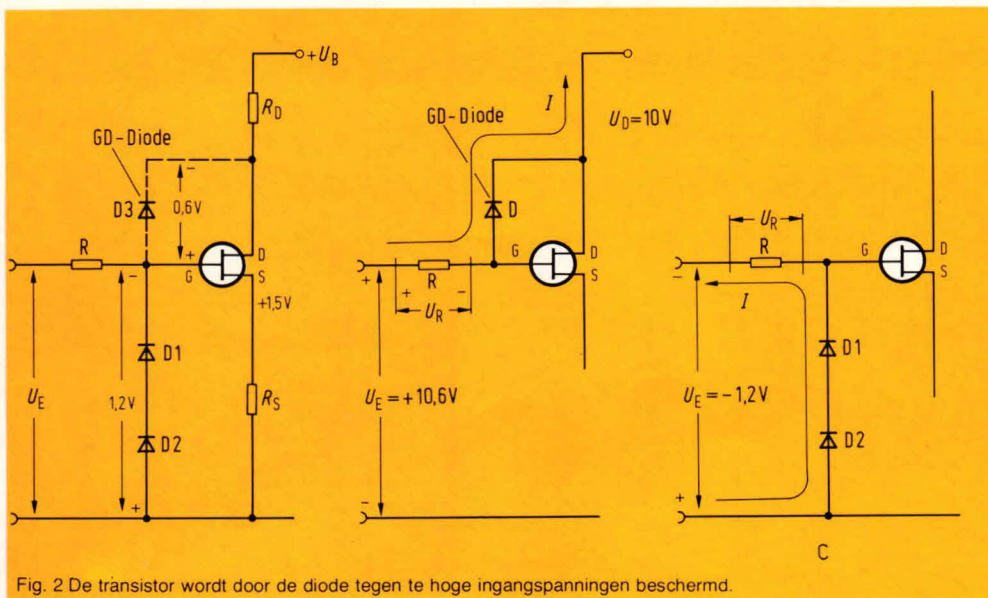 +U_B
R_D
GD-Diode
D3
0,6V
-
+
R
G
D
S
-
+1,5V
D1
U_E
1,2V
R_S
D2
+
I
GD-Diode
U_D=10V
D
G
D
S
+
+
R
-
U_R
U_E=+10,6V
-
U_R
R
G
D
S
-
I
D1
U_E=-1,2V
D2
+
C
Fig. 2 De transistor wordt door de diode tegen te hoge ingangspanningen beschermd.